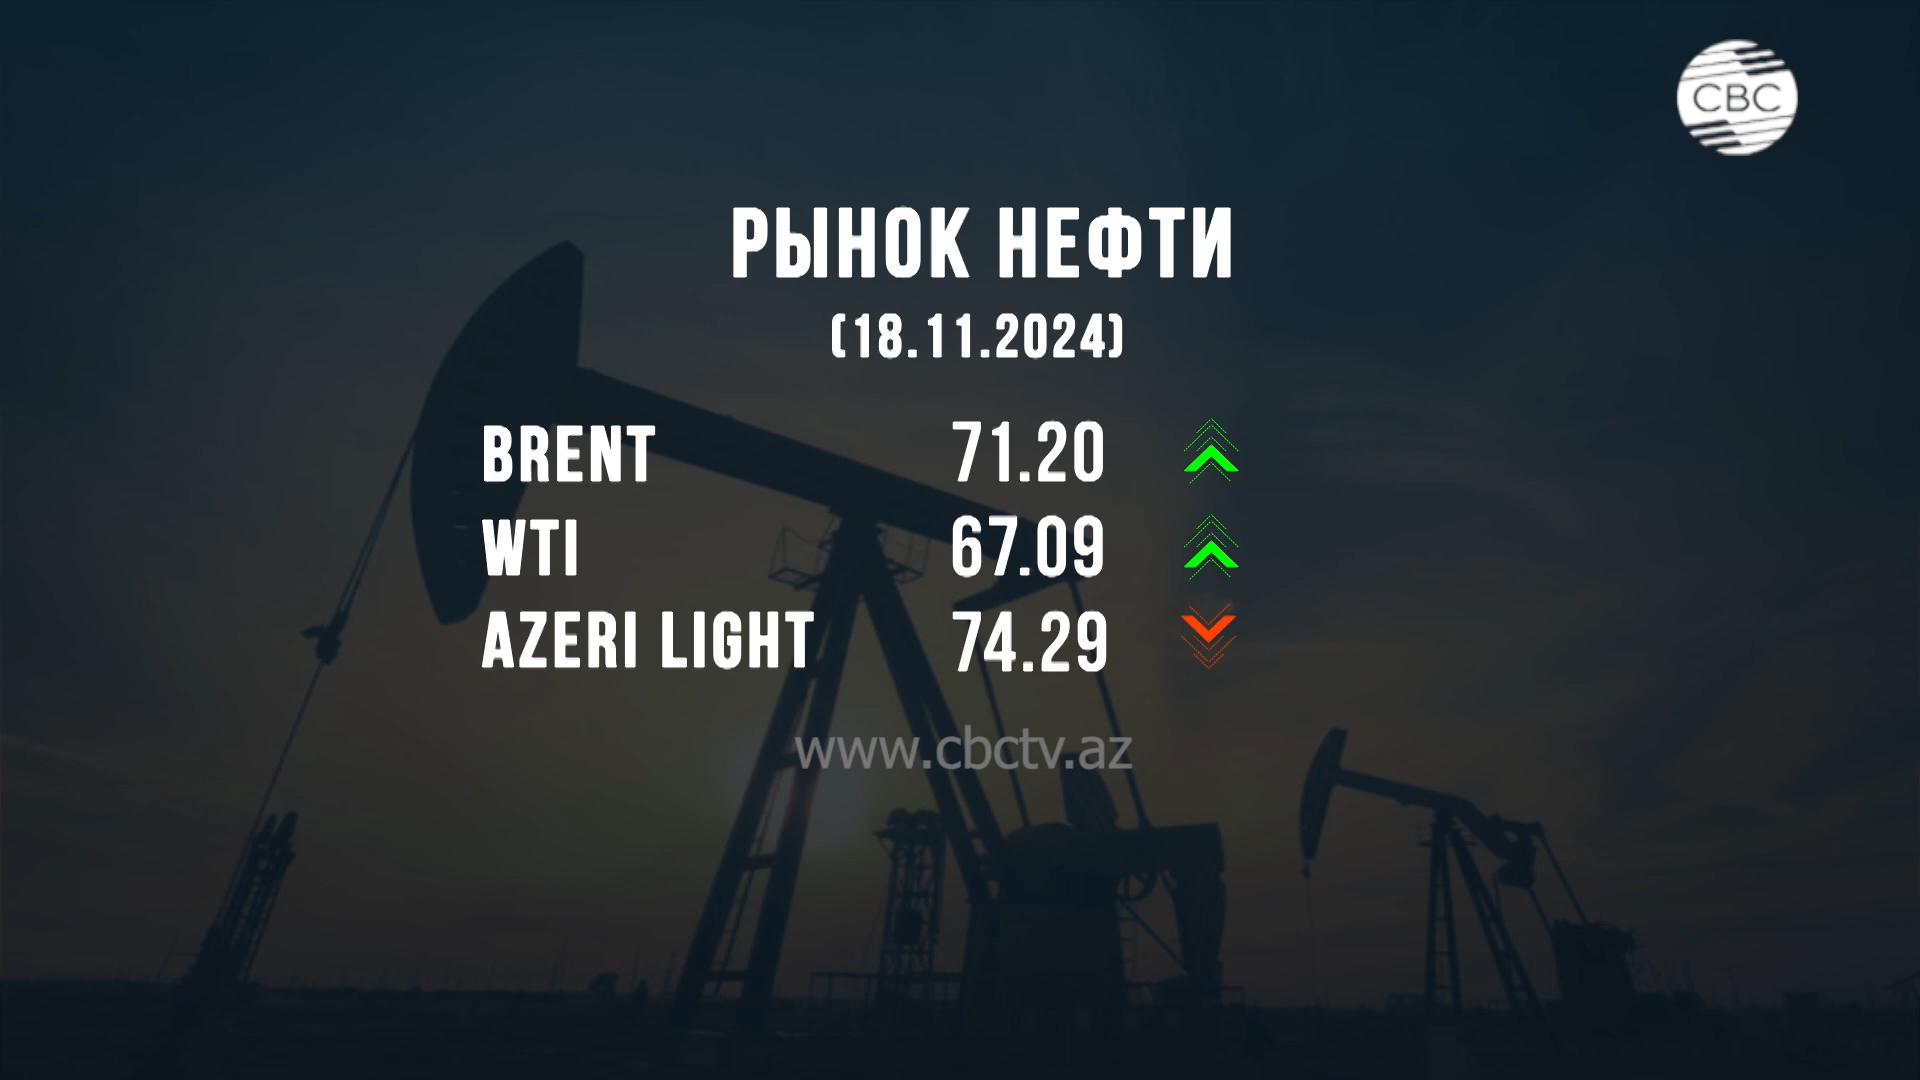 CBC
РЫНОК НЕФТИ
(18.11.2024)
BRENT 71.20
WTI 67.09
AZERI LIGHT 74.29
www.cbctv.az